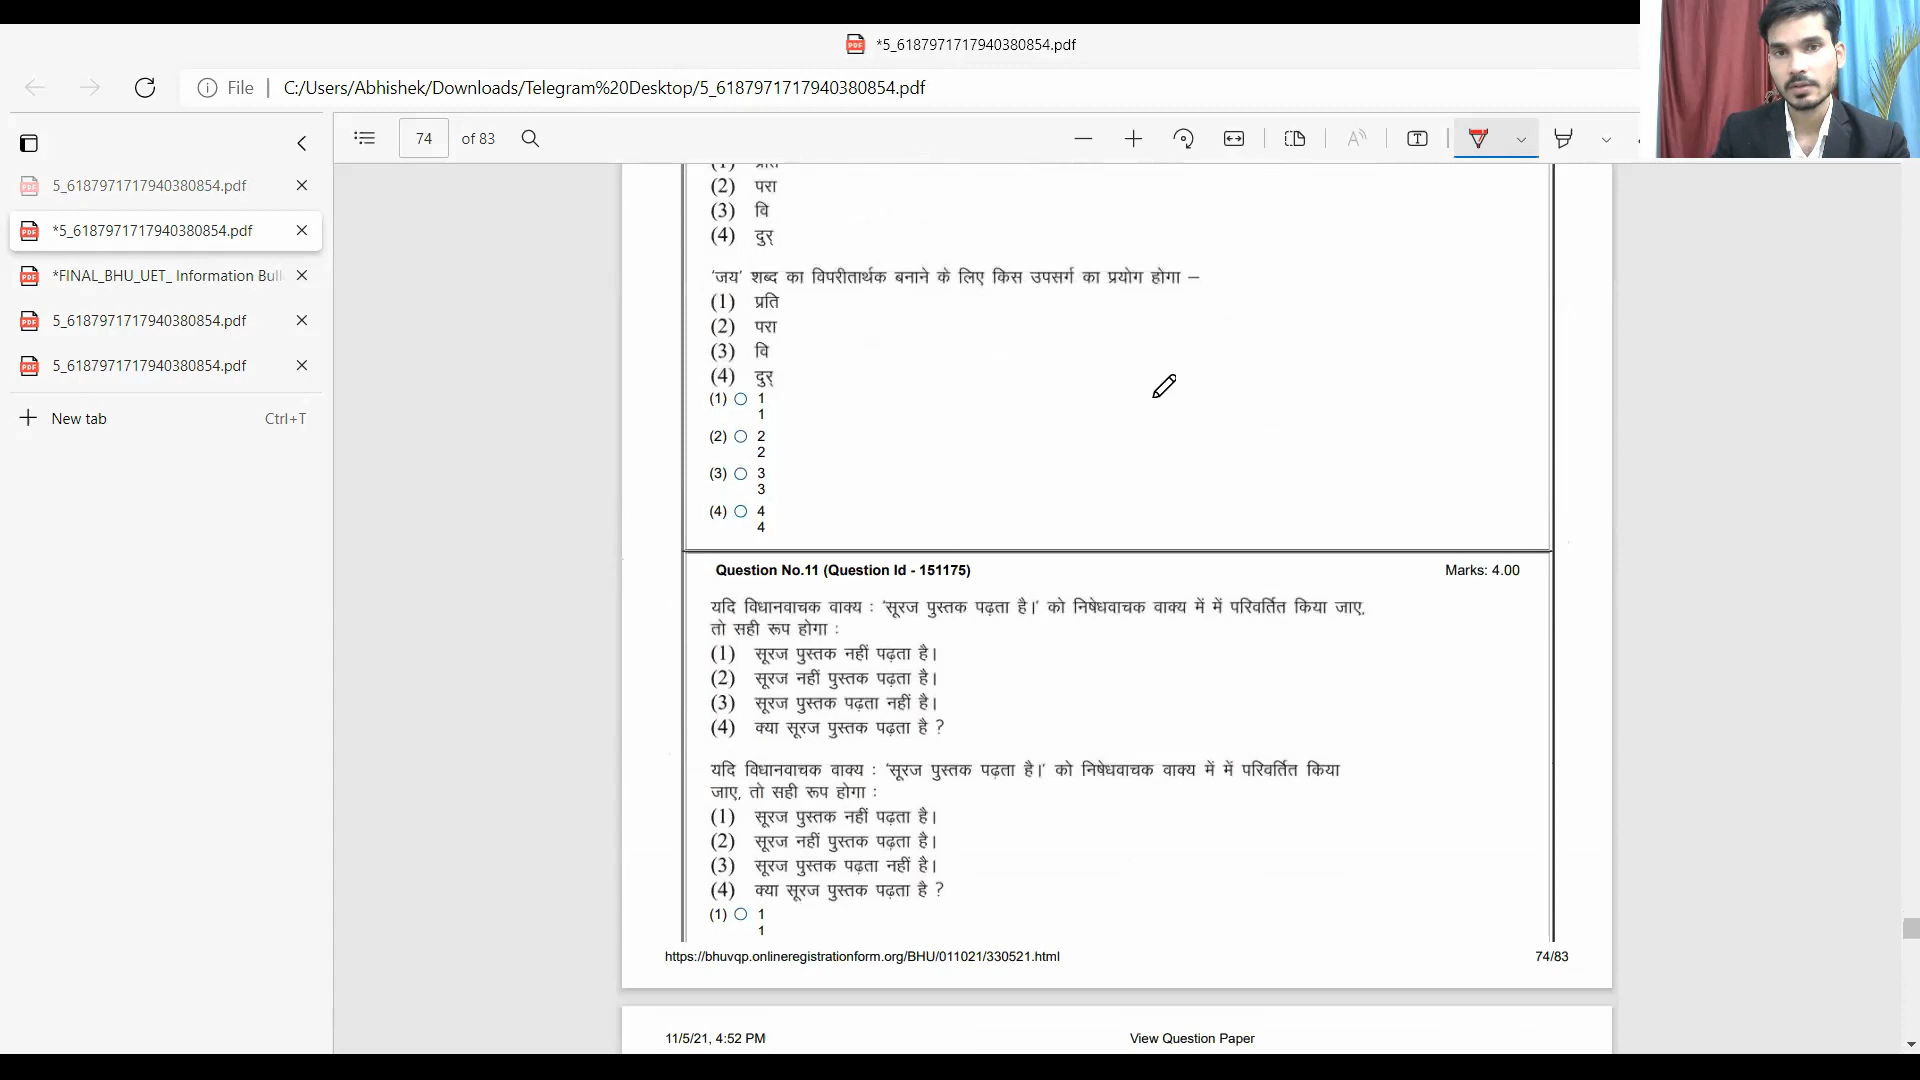 *5_6187971717940380854.pdf
File
C:/Users/Abhishek/Downloads/Telegram%20Desktop/5_6187971717940380854.pdf
74 of 83
5_6187971717940380854.pdf
*5_6187971717940380854.pdf
*FINAL_BHU_UET_ Information Bull
5_6187971717940380854.pdf
5_6187971717940380854.pdf
New tab Ctrl+T
(1) प्रति
(2) परा
(3) वि
(4) दुर्
'जय' शब्द का विपरीतार्थक बनाने के लिए किस उपसर्ग का प्रयोग होगा –
(1) प्रति
(2) परा
(3) वि
(4) दुर्
(1) 1
1
(2) 2
2
(3) 3
3
(4) 4
4
Question No.11 (Question Id - 151175) Marks: 4.00
यदि विधानवाचक वाक्य : 'सूरज पुस्तक पढ़ता है।' को निषेधवाचक वाक्य में में परिवर्तित किया जाए,
तो सही रूप होगा :
(1) सूरज पुस्तक नहीं पढ़ता है।
(2) सूरज नहीं पुस्तक पढ़ता है।
(3) सूरज पुस्तक पढ़ता नहीं है।
(4) क्या सूरज पुस्तक पढ़ता है ?
यदि विधानवाचक वाक्य : 'सूरज पुस्तक पढ़ता है।' को निषेधवाचक वाक्य में में परिवर्तित किया
जाए, तो सही रूप होगा :
(1) सूरज पुस्तक नहीं पढ़ता है।
(2) सूरज नहीं पुस्तक पढ़ता है।
(3) सूरज पुस्तक पढ़ता नहीं है।
(4) क्या सूरज पुस्तक पढ़ता है ?
(1) 1
1
https://bhuvqp.onlineregistrationform.org/BHU/011021/330521.html 74/83
11/5/21, 4:52 PM View Question Paper